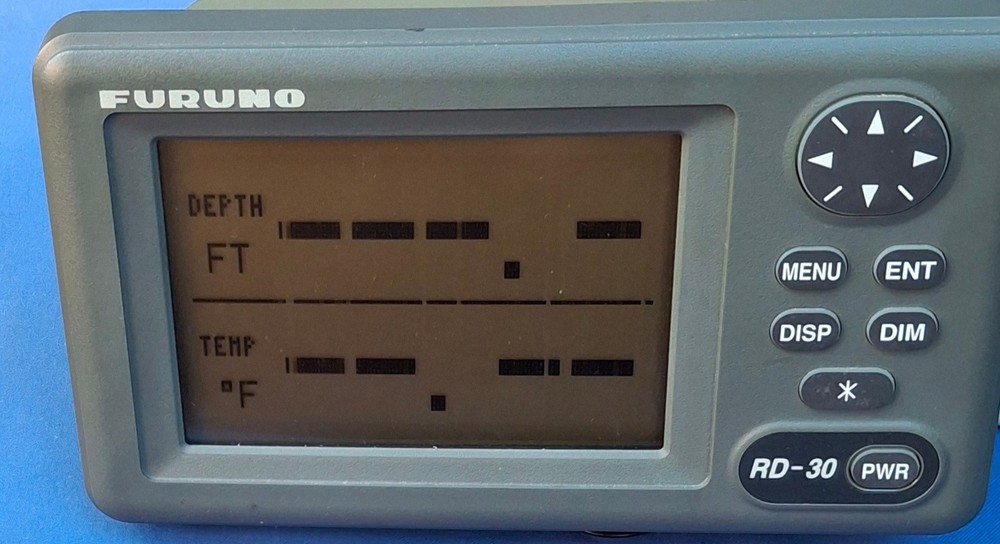 FURUNO
DEPTH
FT
---- ---- ---- . ----
TEMP
°F
---- ---- . ---- ----
MENU ENT
DISP DIM
*
RD-30 PWR